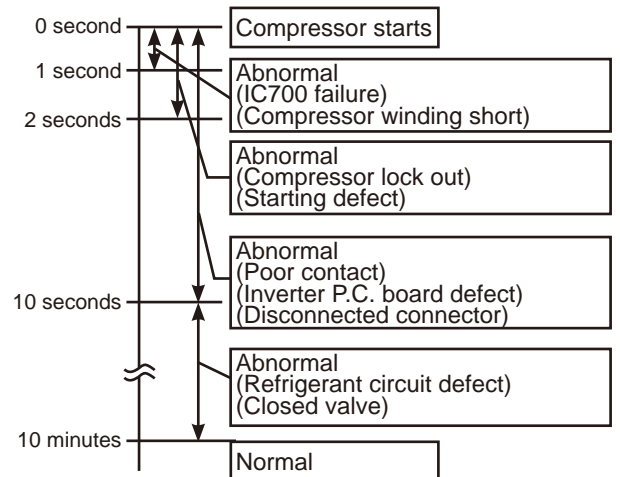 0 second
Compressor starts
1 second
Abnormal
(IC700 failure)
(Compressor winding short)
2 seconds
Abnormal
(Compressor lock out)
(Starting defect)
Abnormal
(Poor contact)
(Inverter P.C. board defect)
(Disconnected connector)
10 seconds
Abnormal
(Refrigerant circuit defect)
(Closed valve)
10 minutes
Normal